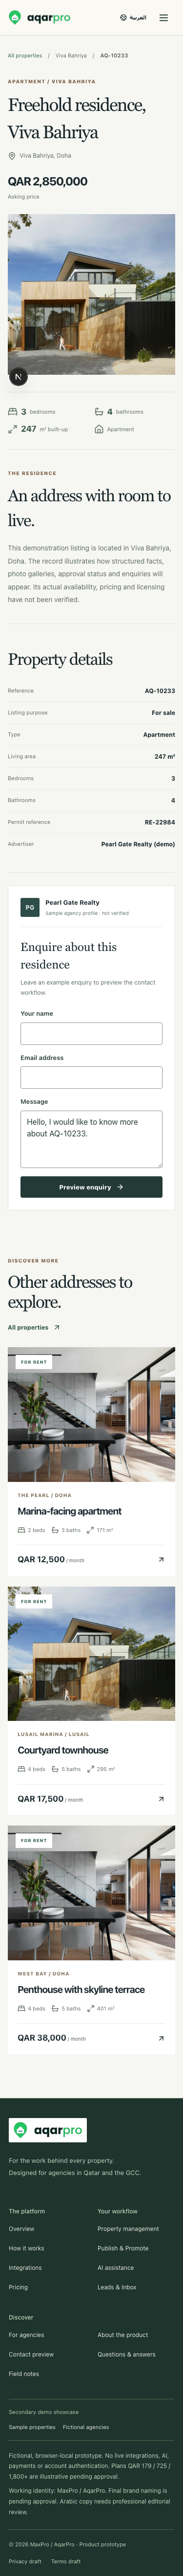 aqarpro
العربية
All properties / Viva Bahriya / AQ-10233
APARTMENT / VIVA BAHRIYA
Freehold residence,
Viva Bahriya
Viva Bahriya, Doha
QAR 2,850,000
Asking price
N
3 bedrooms
4 bathrooms
247 m² built-up
Apartment
THE RESIDENCE
An address with room to
live.
This demonstration listing is located in Viva Bahriya,
Doha. The record illustrates how structured facts,
photo galleries, approval status and enquiries will
appear. Its actual availability, pricing and licensing
have not been verified.
Property details
Reference AQ-10233
Listing purpose For sale
Type Apartment
Living area 247 m²
Bedrooms 3
Bathrooms 4
Permit reference RE-22984
Advertiser Pearl Gate Realty (demo)
PG
Pearl Gate Realty
Sample agency profile · not verified
Enquire about this
residence
Leave an example enquiry to preview the contact
workflow.
Your name
Email address
Message
Hello, I would like to know more
about AQ-10233.
Preview enquiry
DISCOVER MORE
Other addresses to
explore.
All properties
FOR RENT
THE PEARL / DOHA
Marina-facing apartment
2 beds 3 baths 171 m²
QAR 12,500 / month
FOR RENT
LUSAIL MARINA / LUSAIL
Courtyard townhouse
4 beds 5 baths 295 m²
QAR 17,500 / month
FOR RENT
WEST BAY / DOHA
Penthouse with skyline terrace
4 beds 5 baths 401 m²
QAR 38,000 / month
aqarpro
For the work behind every property.
Designed for agencies in Qatar and the GCC.
The platform
Overview
How it works
Integrations
Pricing
Your workflow
Property management
Publish & Promote
AI assistance
Leads & Inbox
Discover
For agencies
About the product
Contact preview
Questions & answers
Field notes
Secondary demo showcase
Sample properties Fictional agencies
Fictional, browser-local prototype. No live integrations, AI,
payments or account authentication. Plans QAR 179 / 725 /
1,800+ are illustrative pending approval.
Working identity: MaxPro / AqarPro. Final brand naming is
pending approval. Arabic copy needs professional editorial
review.
© 2026 MaxPro / AqarPro · Product prototype
Privacy draft Terms draft